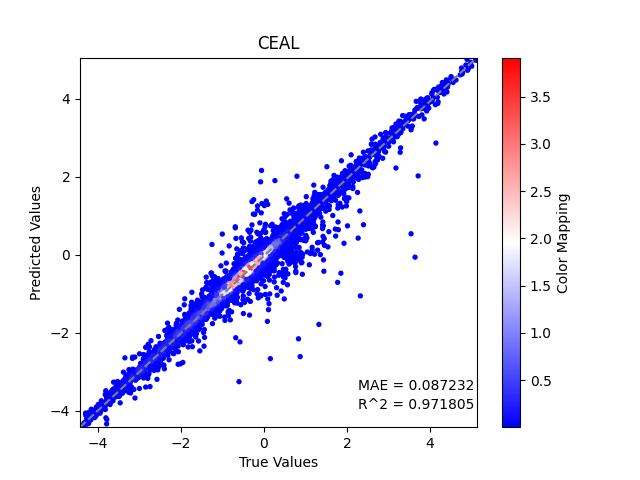 CEAL
4
2
0
−2
−4
Predicted Values
−4
−2
0
2
4
True Values
MAE = 0.087232
R^2 = 0.971805
3.5
3.0
2.5
2.0
1.5
1.0
0.5
Color Mapping